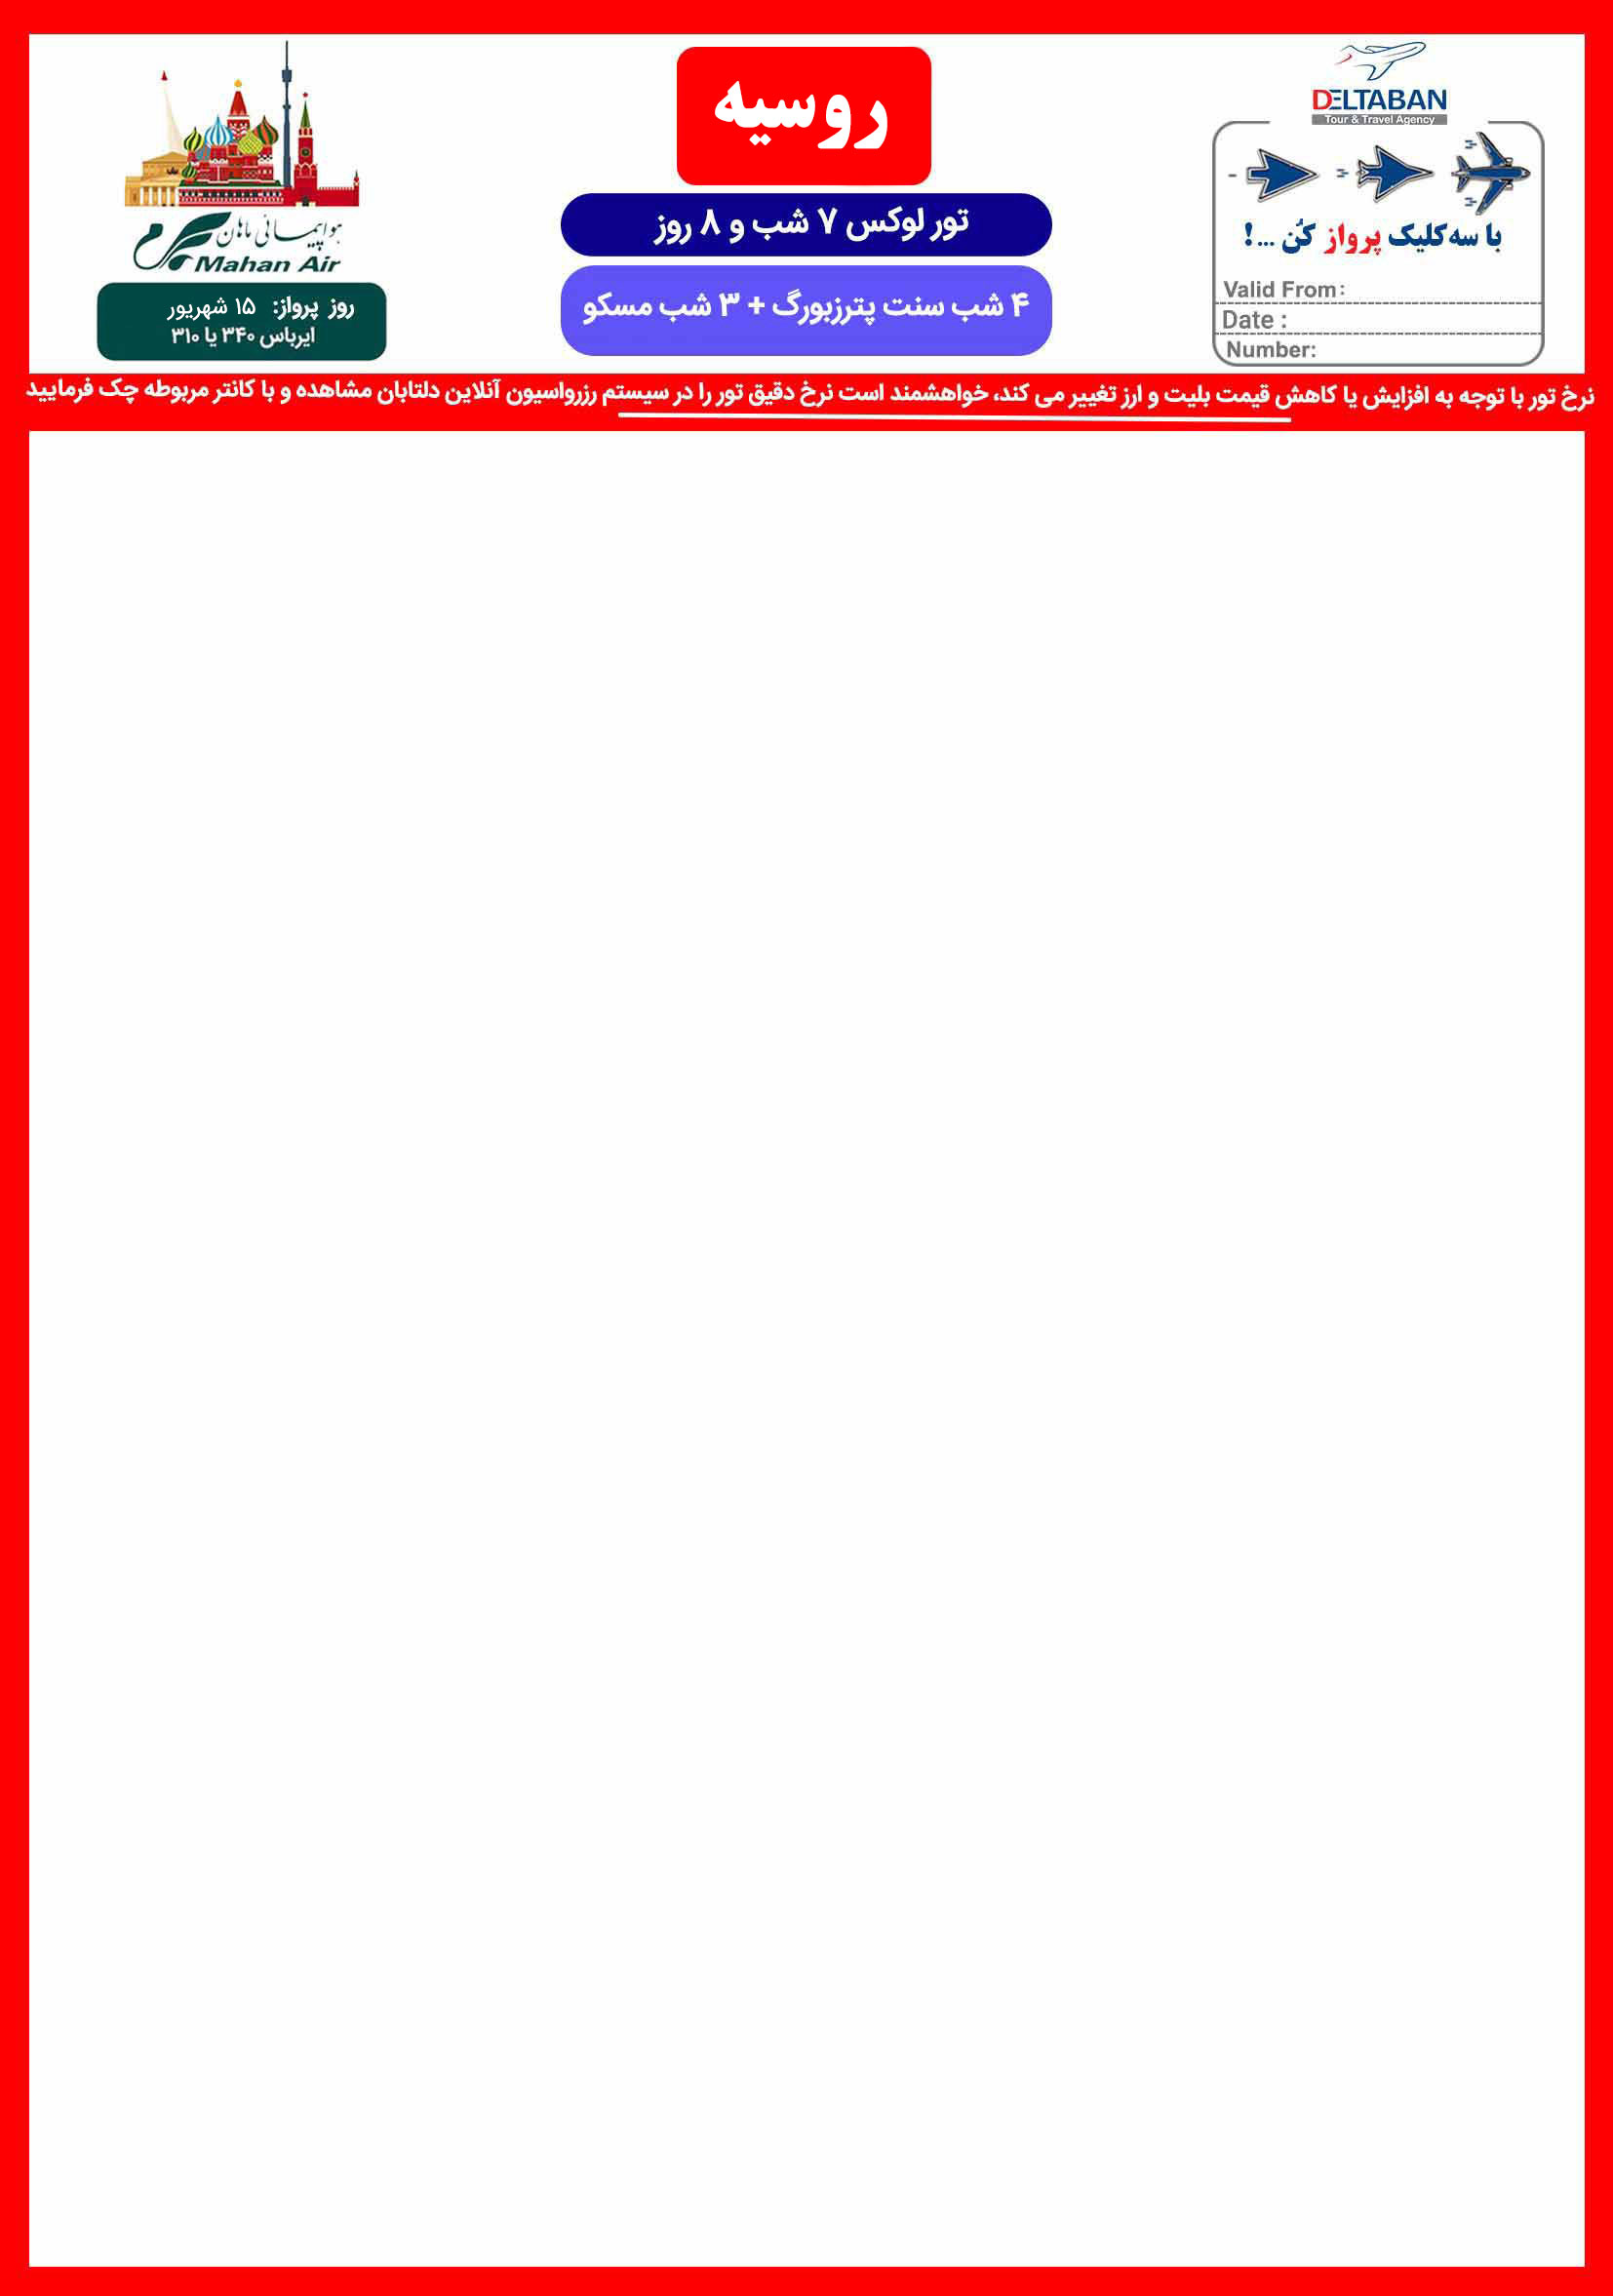 DELTABAN
Tour & Travel Agency
با سه کلیک پرواز کُن ...!
Valid From:
Date :
Number:
روسیه
تور لوکس ۷ شب و ۸ روز
۴ شب سنت پترزبورگ + ۳ شب مسکو
هواپیمائی ماهان
Mahan Air
روز پرواز: ۱۵ شهریور
ایرباس ۳۴۰ یا ۳۱۰
نرخ تور با توجه به افزایش یا کاهش قیمت بلیت و ارز تغییر می کند، خواهشمند است نرخ دقیق تور را در سیستم رزرواسیون آنلاین دلتابان مشاهده و با کانتر مربوطه چک فرمایید